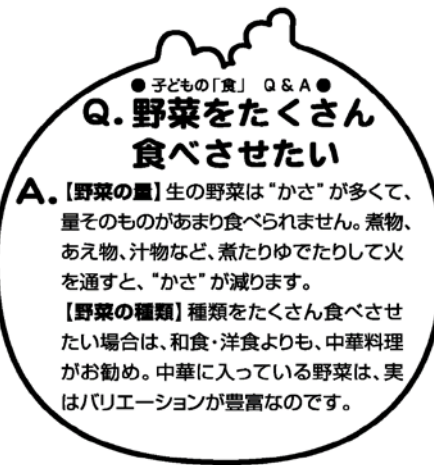 ●子どもの「食」 Q&A●
Q.野菜をたくさん
食べさせたい
A.【野菜の量】生の野菜は“かさ”が多くて、
量そのものがあまり食べられません。煮物、
あえ物、汁物など、煮たりゆでたりして火
を通すと、“かさ”が減ります。
【野菜の種類】種類をたくさん食べさせ
たい場合は、和食・洋食よりも、中華料理
がお勧め。中華に入っている野菜は、実
はバリエーションが豊富なのです。